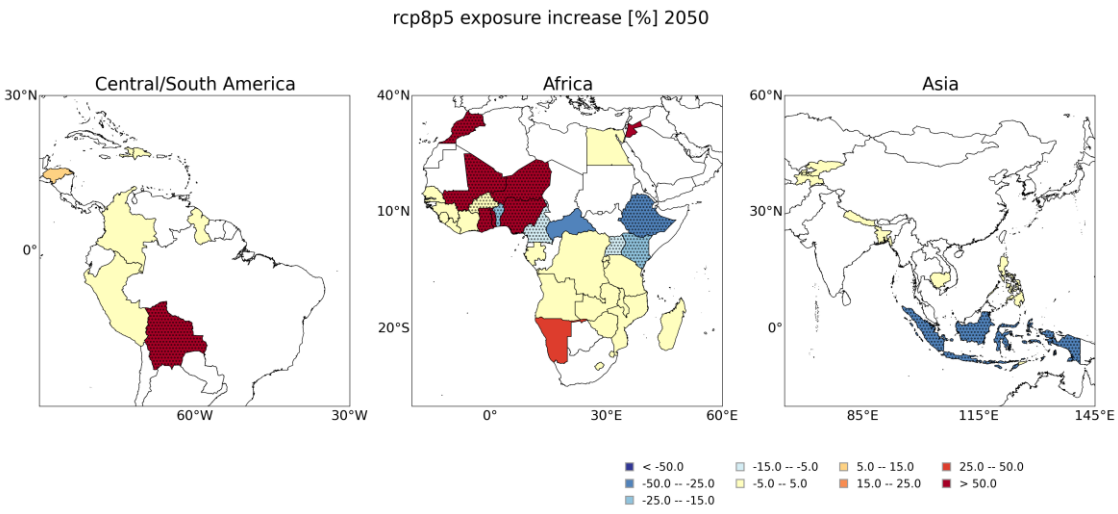 rcp8p5 exposure increase [%] 2050
Central/South America
Africa
Asia
30°N
0°
60°W
30°W
40°N
10°N
20°S
0°
30°E
60°E
60°N
30°N
0°
85°E
115°E
145°E
< -50.0
-50.0 -- -25.0
-25.0 -- -15.0
-15.0 -- -5.0
-5.0 -- 5.0
5.0 -- 15.0
15.0 -- 25.0
25.0 -- 50.0
> 50.0